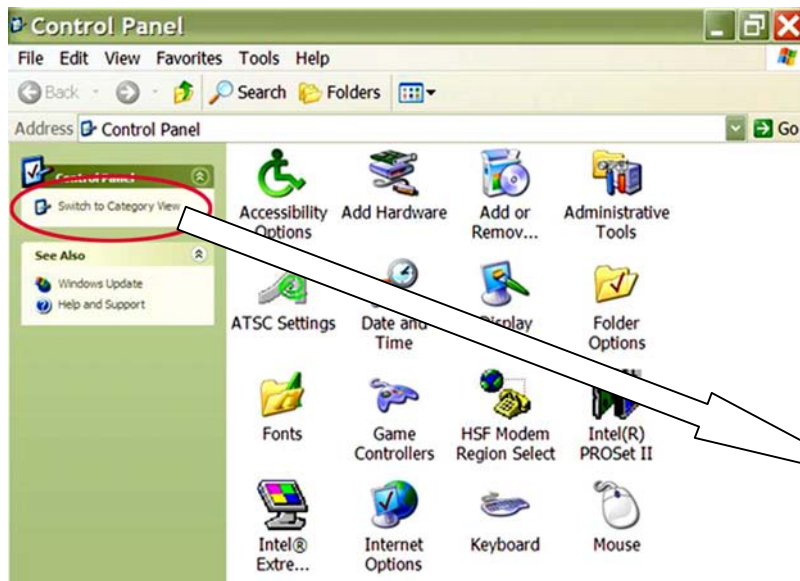 Control Panel
File Edit View Favorites Tools Help
Back Search Folders
Address Control Panel Go
Control Panel
Switch to Category View
See Also
Windows Update
Help and Support
Accessibility Options
Add Hardware
Add or Remov...
Administrative Tools
ATSC Settings
Date and Time
Display
Folder Options
Fonts
Game Controllers
HSF Modem Region Select
Intel(R) PROSet II
Intel® Extre...
Internet Options
Keyboard
Mouse